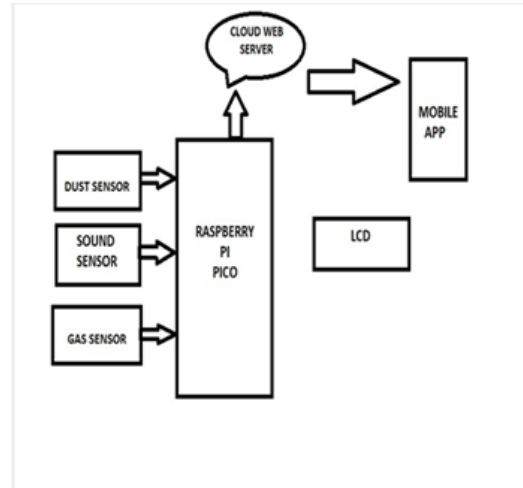 CLOUD WEB
SERVER
MOBILE
APP
DUST SENSOR
SOUND
SENSOR
GAS SENSOR
RASPBERRY
PI
PICO
LCD